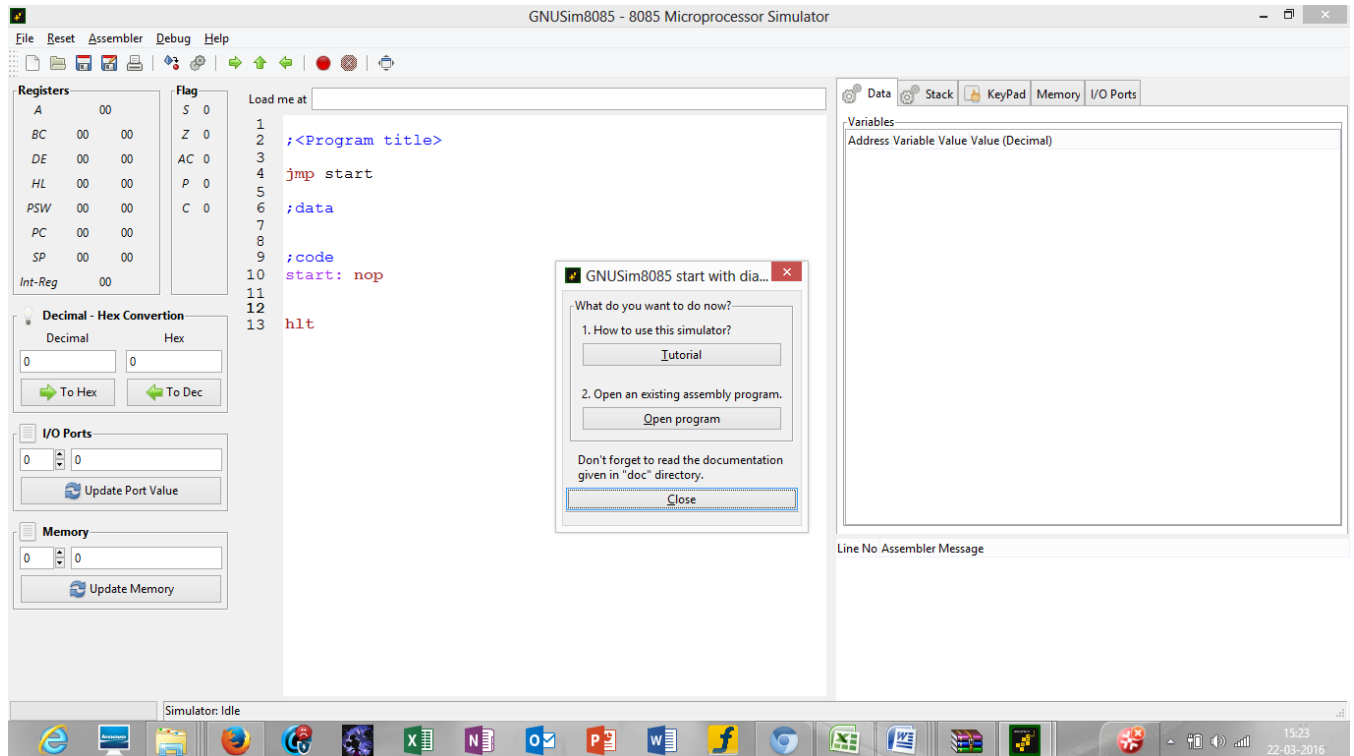 GNUSim8085 - 8085 Microprocessor Simulator
File Reset Assembler Debug Help
Registers
A 00
BC 00 00
DE 00 00
HL 00 00
PSW 00 00
PC 00 00
SP 00 00
Int-Reg 00
Flag
S 0
Z 0
AC 0
P 0
C 0
Decimal - Hex Convertion
Decimal Hex
0 0
To Hex To Dec
I/O Ports
0 0
Update Port Value
Memory
0 0
Update Memory
Load me at
1
2 ;<Program title>
3
4 jmp start
5
6 ;data
7
8
9 ;code
10 start: nop
11
12
13 hlt
GNUSim8085 start with dia...
What do you want to do now?
1. How to use this simulator?
Tutorial
2. Open an existing assembly program.
Open program
Don't forget to read the documentation
given in "doc" directory.
Close
Data Stack KeyPad Memory I/O Ports
Variables
Address Variable Value Value (Decimal)
Line No Assembler Message
Simulator: Idle
15:23
22-03-2016